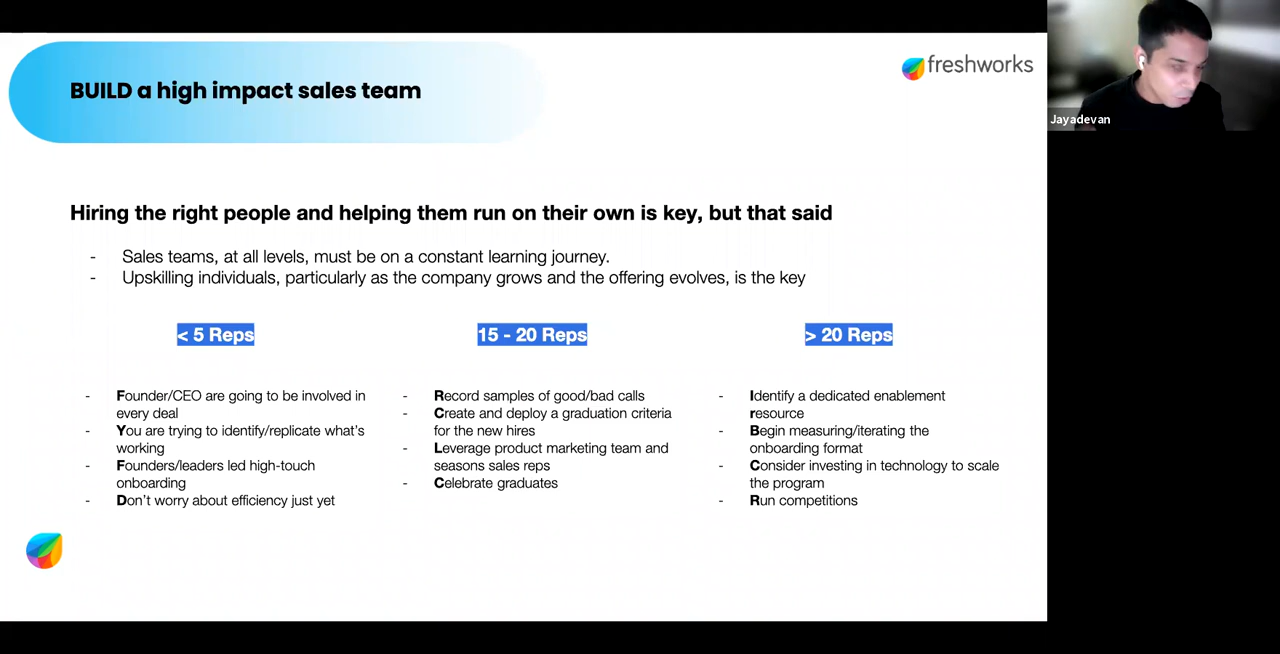 BUILD a high impact sales team
freshworks
Jayadevan
Hiring the right people and helping them run on their own is key, but that said
- Sales teams, at all levels, must be on a constant learning journey.
- Upskilling individuals, particularly as the company grows and the offering evolves, is the key
< 5 Reps
- Founder/CEO are going to be involved in
every deal
- You are trying to identify/replicate what's
working
- Founders/leaders led high-touch
onboarding
- Don't worry about efficiency just yet
15 - 20 Reps
- Record samples of good/bad calls
- Create and deploy a graduation criteria
for the new hires
- Leverage product marketing team and
seasons sales reps
- Celebrate graduates
> 20 Reps
- Identify a dedicated enablement
resource
- Begin measuring/iterating the
onboarding format
- Consider investing in technology to scale
the program
- Run competitions